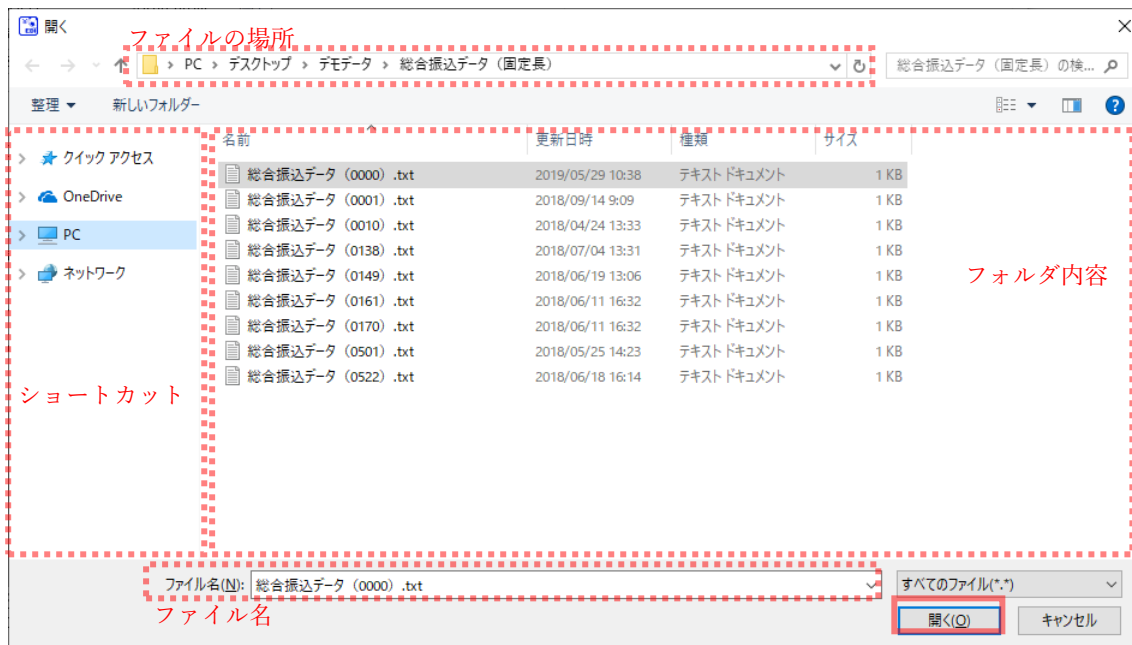 開く
ファイルの場所
PC › デスクトップ › デモデータ › 総合振込データ（固定長）
総合振込データ（固定長）の検...
整理 新しいフォルダー
名前 更新日時 種類 サイズ
クイック アクセス
OneDrive
PC
ネットワーク
総合振込データ（0000）.txt 2019/05/29 10:38 テキスト ドキュメント 1 KB
総合振込データ（0001）.txt 2018/09/14 9:09 テキスト ドキュメント 1 KB
総合振込データ（0010）.txt 2018/04/24 13:33 テキスト ドキュメント 1 KB
総合振込データ（0138）.txt 2018/07/04 13:31 テキスト ドキュメント 1 KB
総合振込データ（0149）.txt 2018/06/19 13:06 テキスト ドキュメント 1 KB
総合振込データ（0161）.txt 2018/06/11 16:32 テキスト ドキュメント 1 KB
総合振込データ（0170）.txt 2018/06/11 16:32 テキスト ドキュメント 1 KB
総合振込データ（0501）.txt 2018/05/25 14:23 テキスト ドキュメント 1 KB
総合振込データ（0522）.txt 2018/06/18 16:14 テキスト ドキュメント 1 KB
フォルダ内容
ショートカット
ファイル名(N): 総合振込データ（0000）.txt
すべてのファイル(*.*)
ファイル名
開く(O) キャンセル